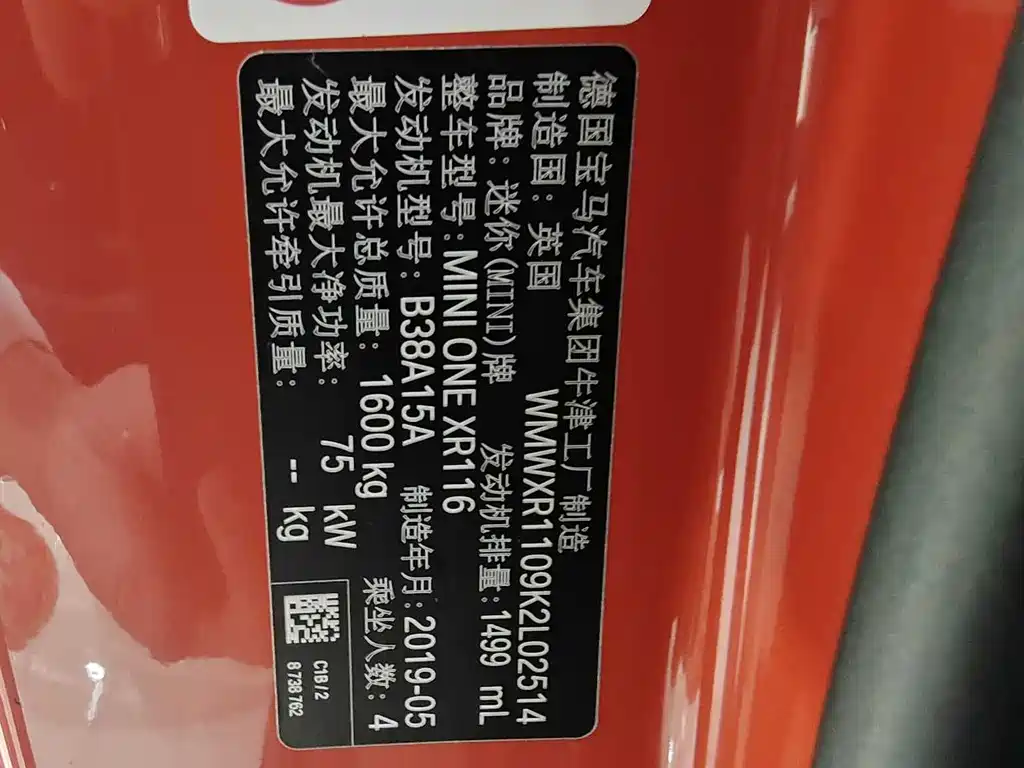 德国宝马汽车集团牛津工厂制造
制造国：英国 WMWXR1109K2L02514
品牌：迷你(MINI)牌 发动机排量：1499 mL
整车型号：MINI ONE XR116
发动机型号：B38A15A 制造年月：2019-05
最大允许总质量：1600 kg 乘坐人数：4
发动机最大净功率：75 kW
最大允许牵引质量：-- kg
C1B/2
8 738 762